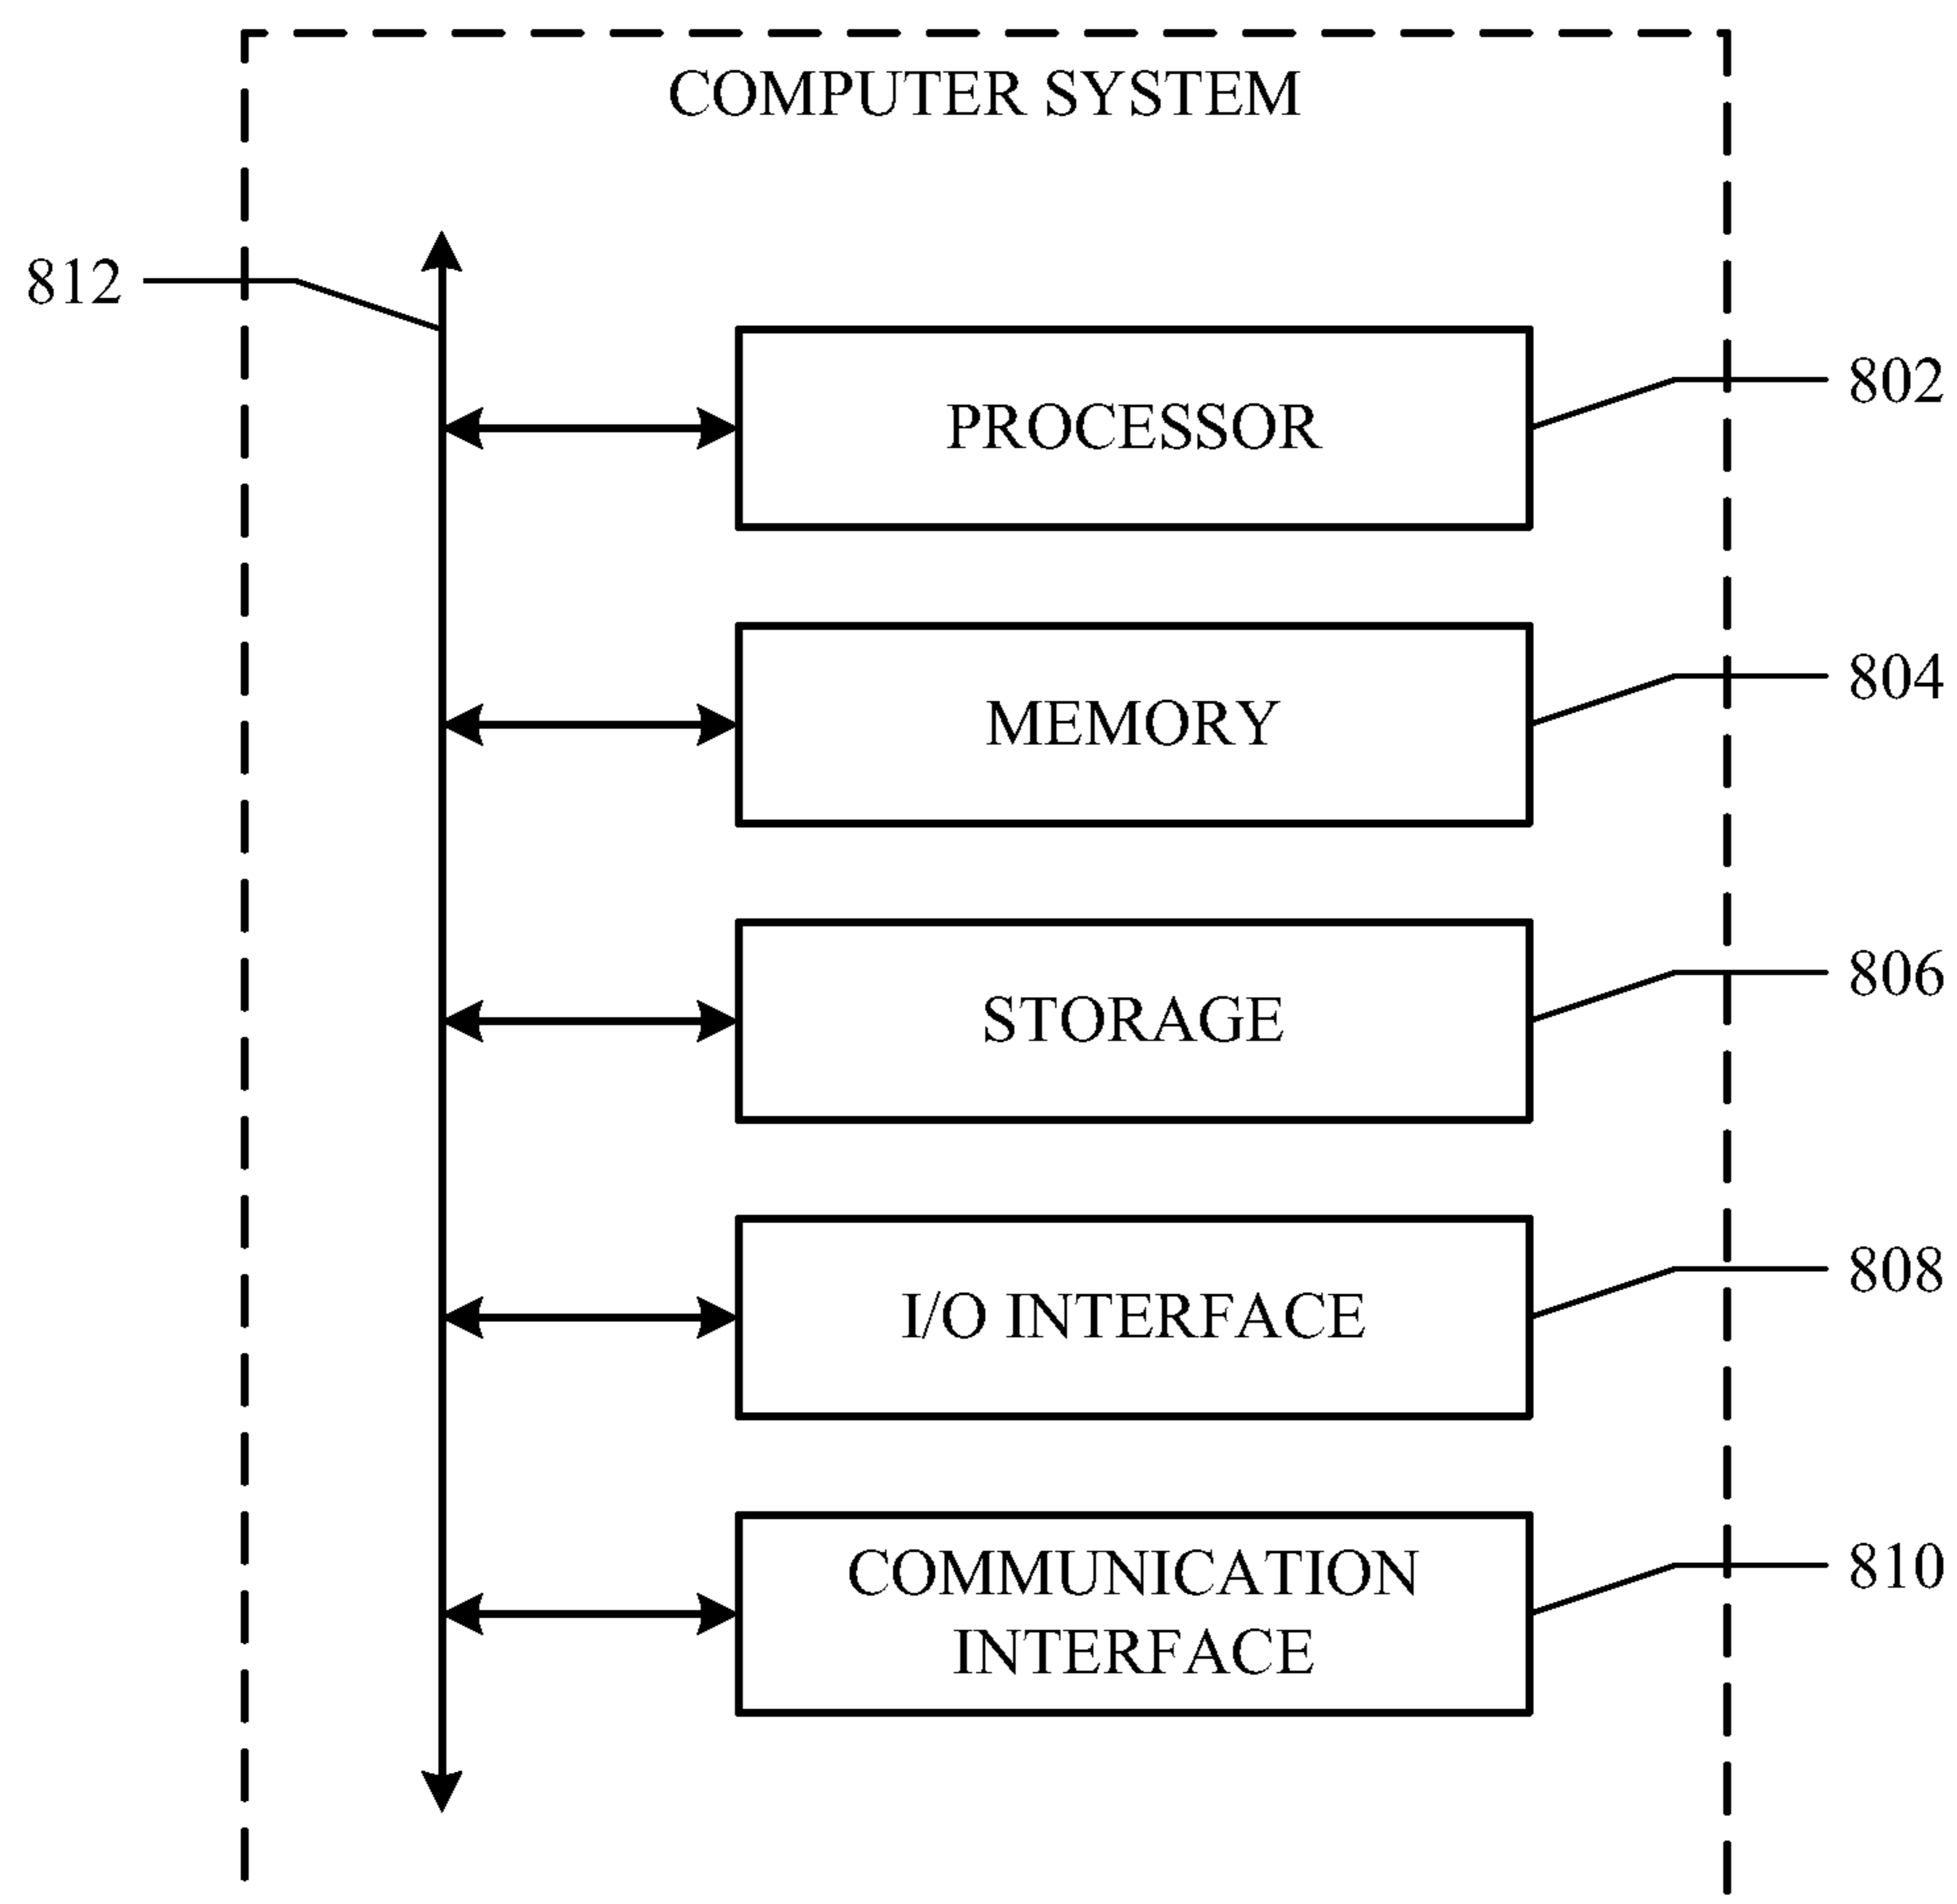 COMPUTER SYSTEM
812
PROCESSOR
802
MEMORY
804
STORAGE
806
I/O INTERFACE
808
COMMUNICATION
INTERFACE
810